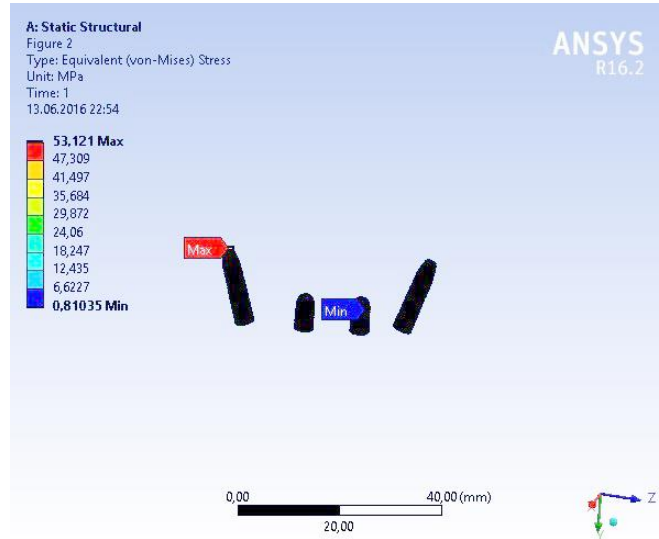 A: Static Structural
Figure 2
Type: Equivalent (von-Mises) Stress
Unit: MPa
Time: 1
13.06.2016 22:54
ANSYS
R16.2
53,121 Max
47,309
41,497
35,684
29,872
24,06
18,247
12,435
6,6227
0,81035 Min
Max
Min
0,00
40,00 (mm)
20,00
Z
Y